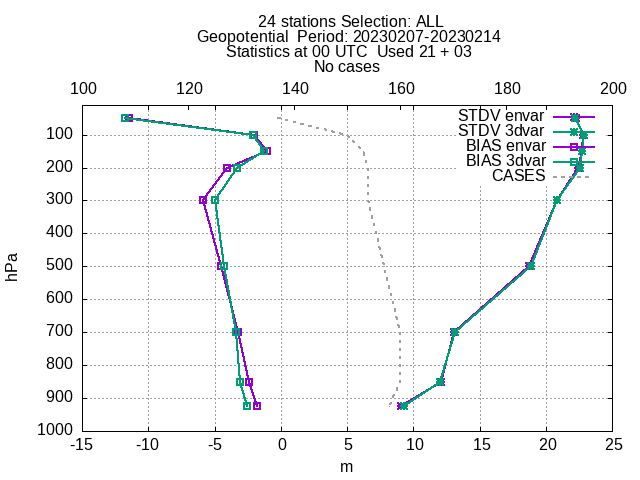 24 stations Selection: ALL
Geopotential  Period: 20230207-20230214
Statistics at 00 UTC  Used 21 + 03
No cases
100 120 140 160 180 200
STDV envar
STDV 3dvar
BIAS envar
BIAS 3dvar
CASES
100
200
300
400
500
600
700
800
900
1000
hPa
-15 -10 -5 0 5 10 15 20 25
m